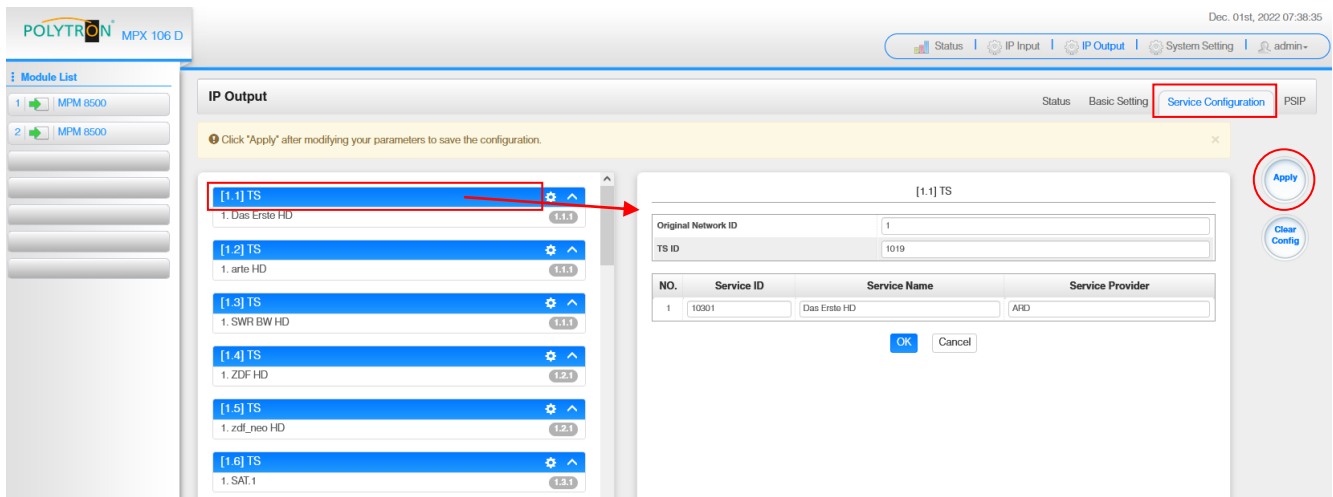 Dec. 01st, 2022 07:38:35
POLYTRON MPX 106 D
Status IP Input IP Output System Setting admin
Module List
1 MPM 8500
2 MPM 8500
IP Output
Status Basic Setting Service Configuration PSIP
Click "Apply" after modifying your parameters to save the configuration. ×
[1.1] TS
1. Das Erste HD 1.1.1
[1.2] TS
1. arte HD 1.1.1
[1.3] TS
1. SWR BW HD 1.1.1
[1.4] TS
1. ZDF HD 1.2.1
[1.5] TS
1. zdf_neo HD 1.2.1
[1.6] TS
1. SAT.1 1.3.1
[1.1] TS
Original Network ID 1
TS ID 1019
NO. Service ID Service Name Service Provider
1 10301 Das Erste HD ARD
OK Cancel
Apply
Clear
Config